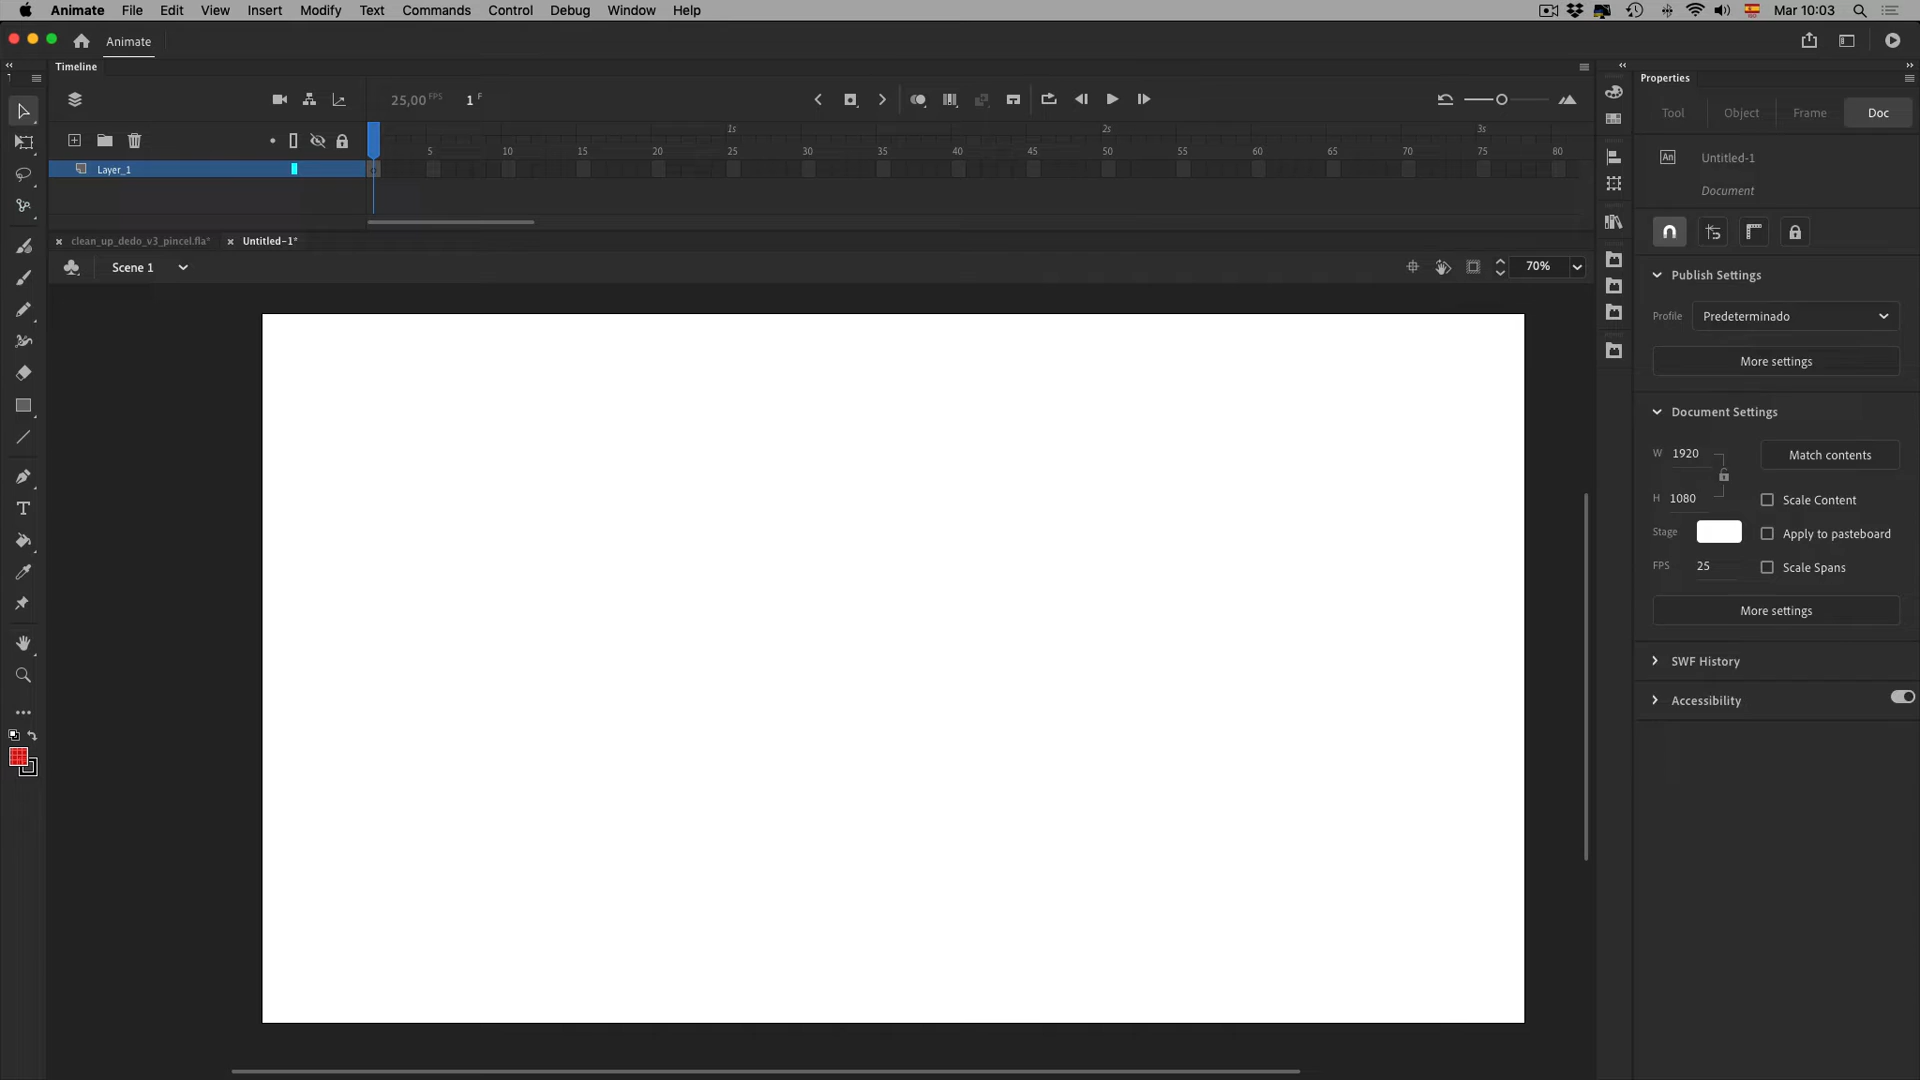 Animate File Edit View Insert Modify Text Commands Control Debug Window Help Mar 10:03
Animate
Timeline
25,00 FPS 1 F
1s 2s 3s
5 10 15 20 25 30 35 40 45 50 55 60 65 70 75 80
Layer_1
clean_up_dedo_v3_pincel.fla* Untitled-1*
Scene 1 70%
Properties
Tool Object Frame Doc
An Untitled-1
Document
Publish Settings
Profile Predeterminado
More settings
Document Settings
W 1920 Match contents
H 1080 Scale Content
Stage Apply to pasteboard
FPS 25 Scale Spans
More settings
SWF History
Accessibility